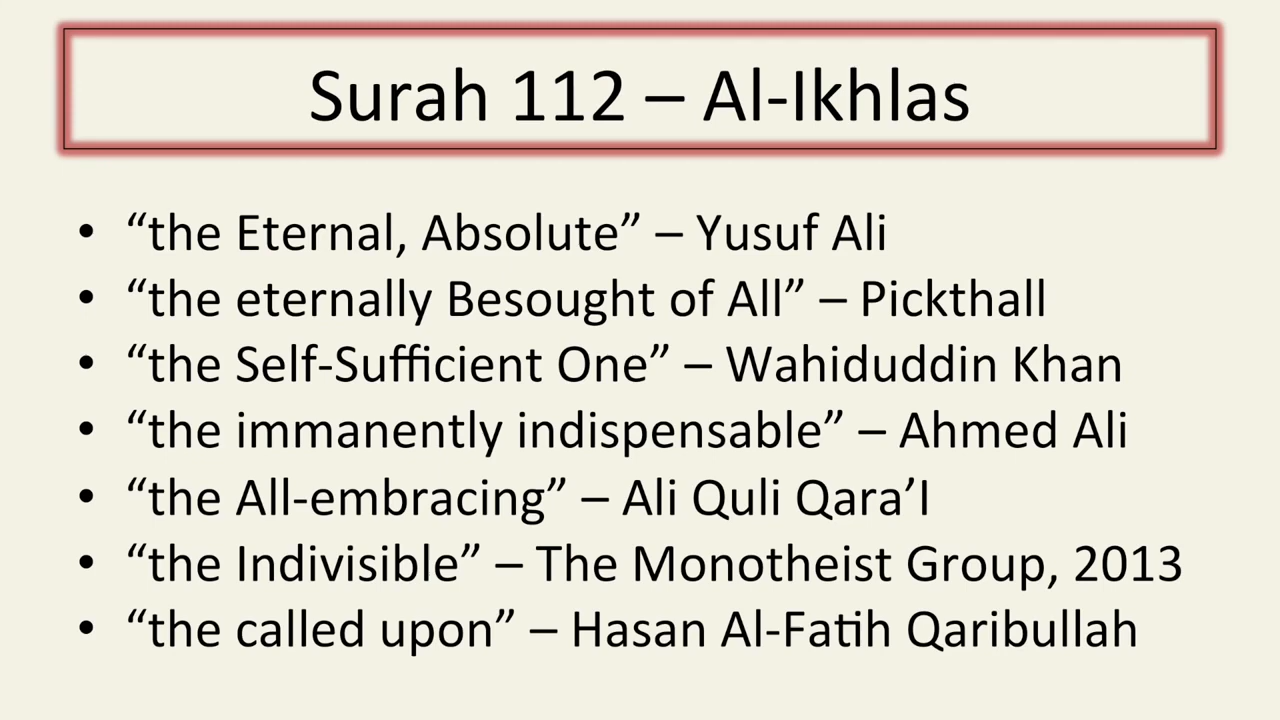 Surah 112 – Al-Ikhlas
• “the Eternal, Absolute” – Yusuf Ali
• “the eternally Besought of All” – Pickthall
• “the Self-Sufficient One” – Wahiduddin Khan
• “the immanently indispensable” – Ahmed Ali
• “the All-embracing” – Ali Quli Qara’I
• “the Indivisible” – The Monotheist Group, 2013
• “the called upon” – Hasan Al-Fatih Qaribullah